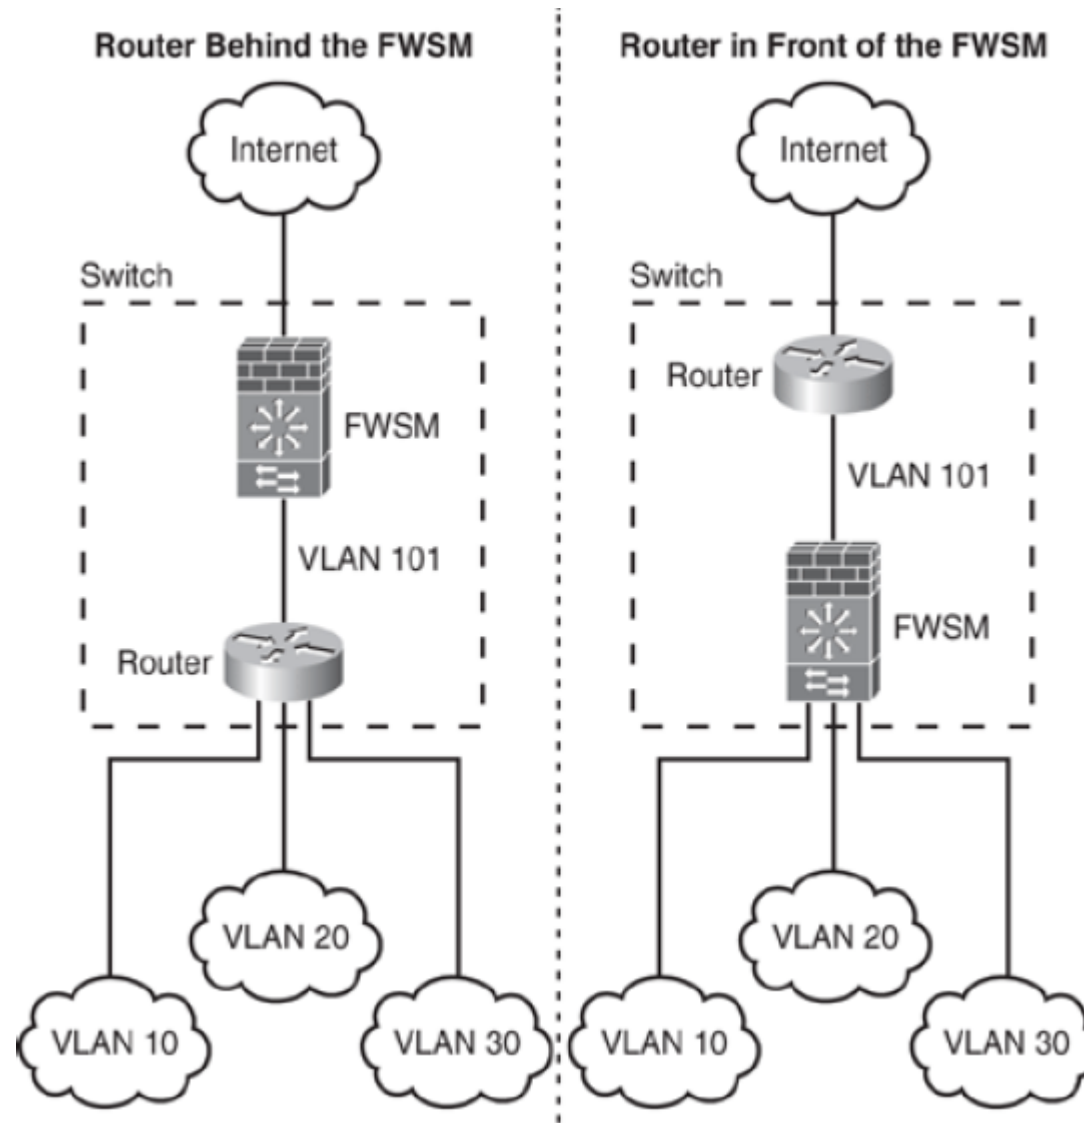 Router Behind the FWSM
Internet
Switch
FWSM
VLAN 101
Router
VLAN 20
VLAN 10
VLAN 30
Router in Front of the FWSM
Internet
Switch
Router
VLAN 101
FWSM
VLAN 20
VLAN 10
VLAN 30